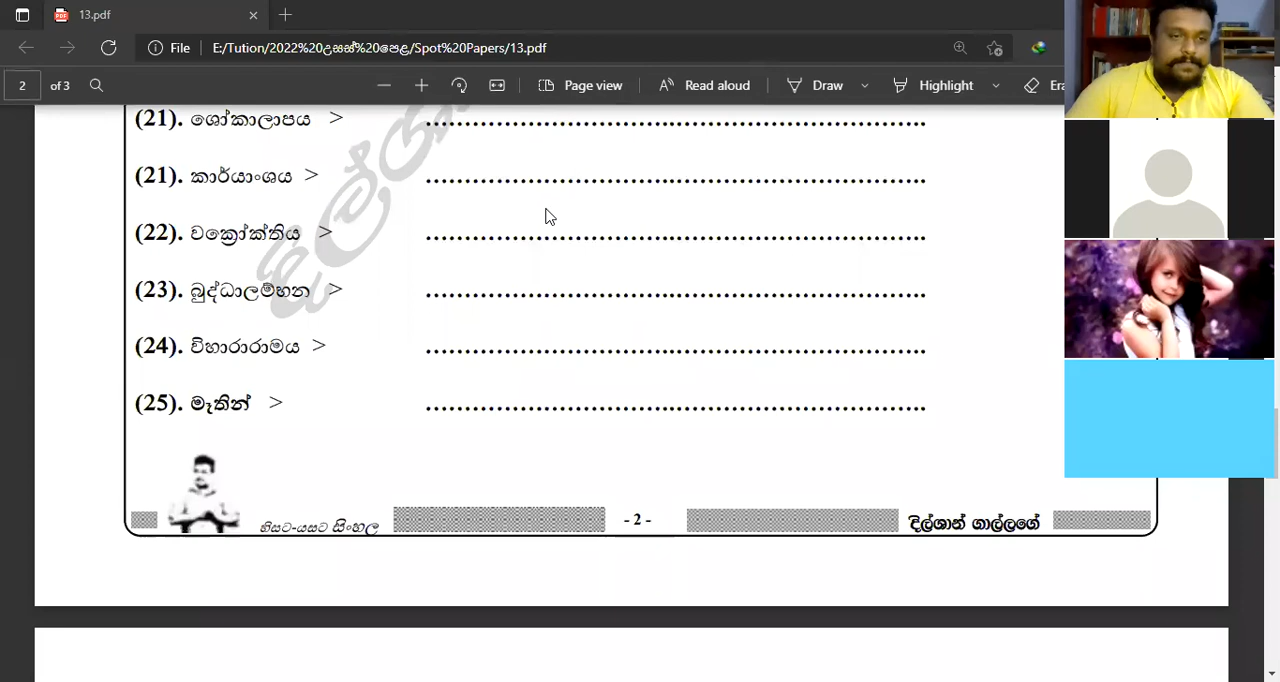 13.pdf
File E:/Tution/2022%20උසස්%20පෙළ/Spot%20Papers/13.pdf
2 of 3 Page view Read aloud Draw Highlight Era
(21). ශෝකාලාපය > ................................................................
(21). කාර්යාංශය > ................................................................
(22). වක්‍රෝක්තිය > ................................................................
(23). බුද්ධාලම්භන > ................................................................
(24). විහාරාරාමය > ................................................................
(25). මෑතින් > ................................................................
හිසට-යසට සිංහල - 2 - දිල්ශාන් ගාල්ලගේ